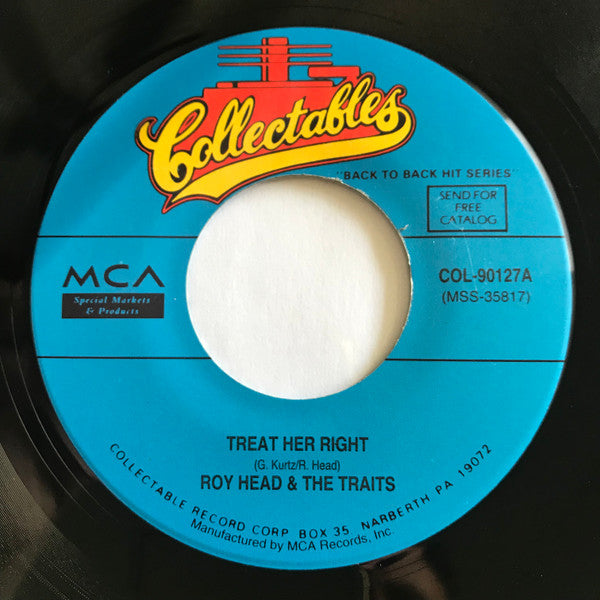 Collectables
"BACK TO BACK HIT SERIES"
SEND FOR
FREE
CATALOG
MCA
Special Markets
& Products
COL-90127A
(MSS-35817)
TREAT HER RIGHT
(G. Kurtz/R. Head)
ROY HEAD & THE TRAITS
COLLECTABLE RECORD CORP BOX 35 NARBERTH PA 19072
Manufactured by MCA Records, Inc.